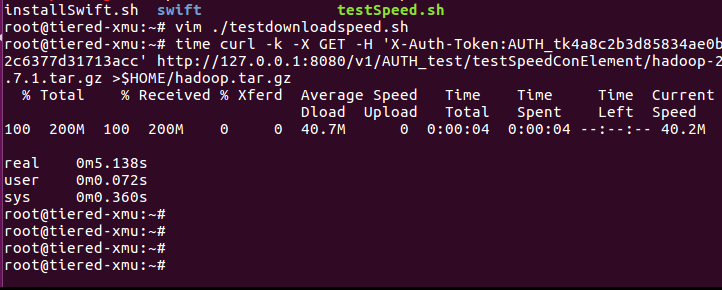 installSwift.sh  swift              testSpeed.sh
root@tiered-xmu:~# vim ./testdownloadspeed.sh
root@tiered-xmu:~# time curl -k -X GET -H 'X-Auth-Token:AUTH_tk4a8c2b3d85834ae0b
2c6377d31713acc' http://127.0.0.1:8080/v1/AUTH_test/testSpeedConElement/hadoop-2
.7.1.tar.gz >$HOME/hadoop.tar.gz
  % Total    % Received % Xferd  Average Speed   Time    Time     Time  Current
                                 Dload  Upload   Total   Spent    Left  Speed
100  200M  100  200M    0     0  40.7M      0  0:00:04  0:00:04 --:--:-- 40.2M

real    0m5.138s
user    0m0.072s
sys     0m0.360s
root@tiered-xmu:~#
root@tiered-xmu:~#
root@tiered-xmu:~#
root@tiered-xmu:~#